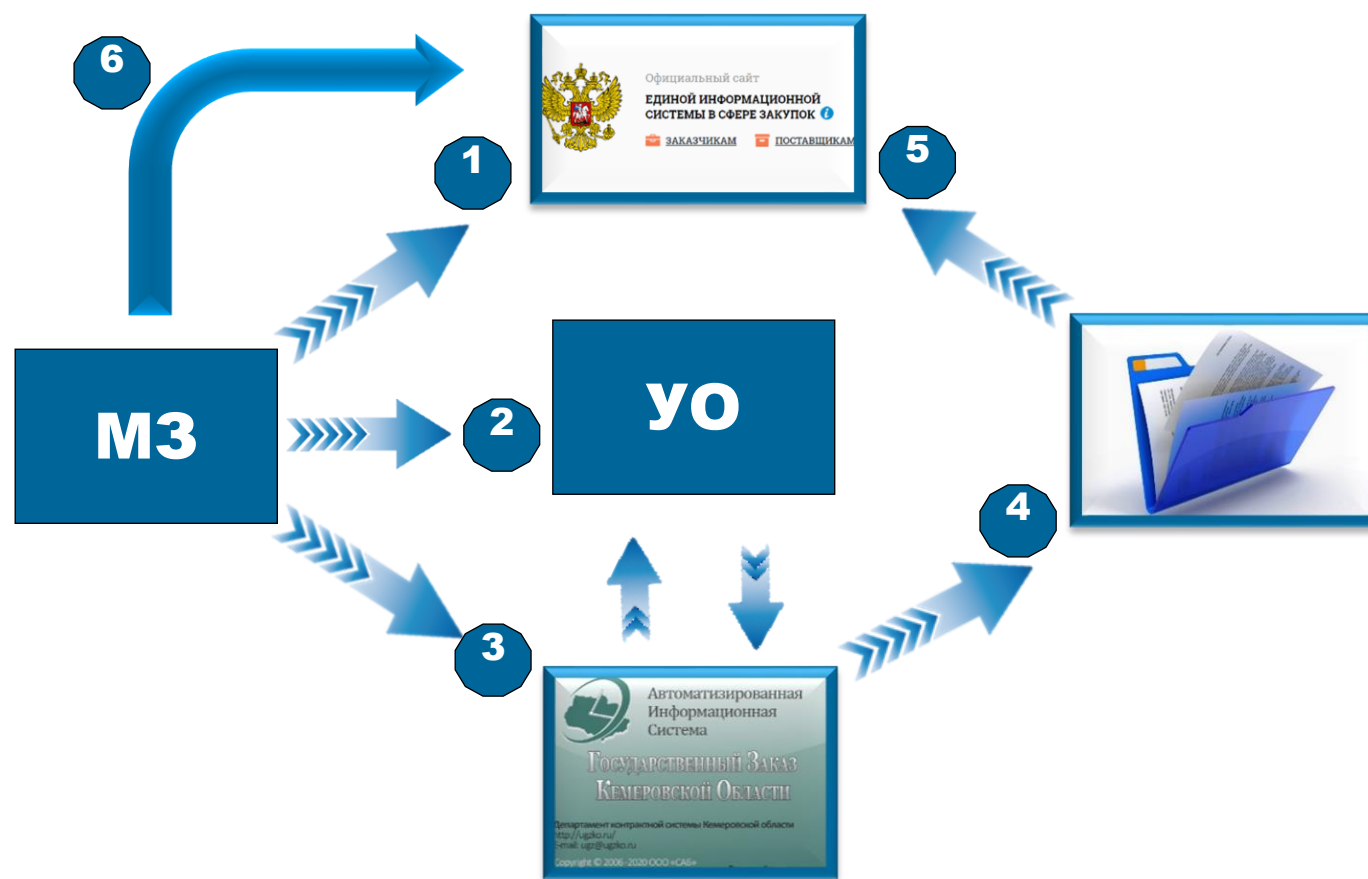 6
Официальный сайт
ЕДИНОЙ ИНФОРМАЦИОННОЙ
СИСТЕМЫ В СФЕРЕ ЗАКУПОК i
ЗАКАЗЧИКАМ ПОСТАВЩИКАМ
1
5
МЗ
2
УО
4
3
Автоматизированная
Информационная
Система
Государственный Заказ
Кемеровской Области
Департамент контрактной системы Кемеровской области
http://ugzko.ru/
E-mail: ugz@ugzko.ru
Copyright © 2006-2020 ООО «САБ»